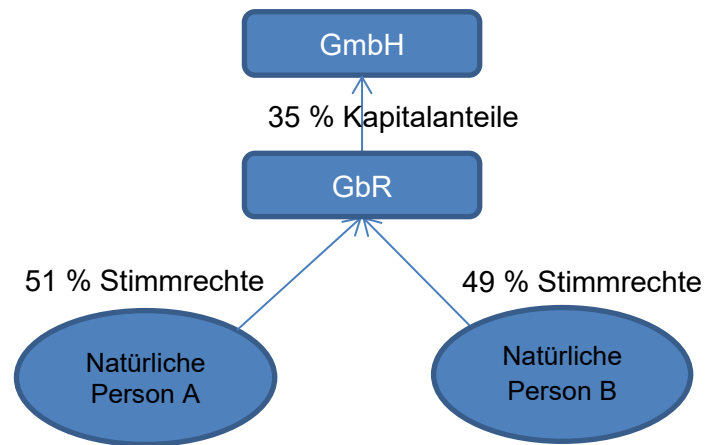 GmbH
35 % Kapitalanteile
GbR
51 % Stimmrechte
49 % Stimmrechte
Natürliche
Person A
Natürliche
Person B